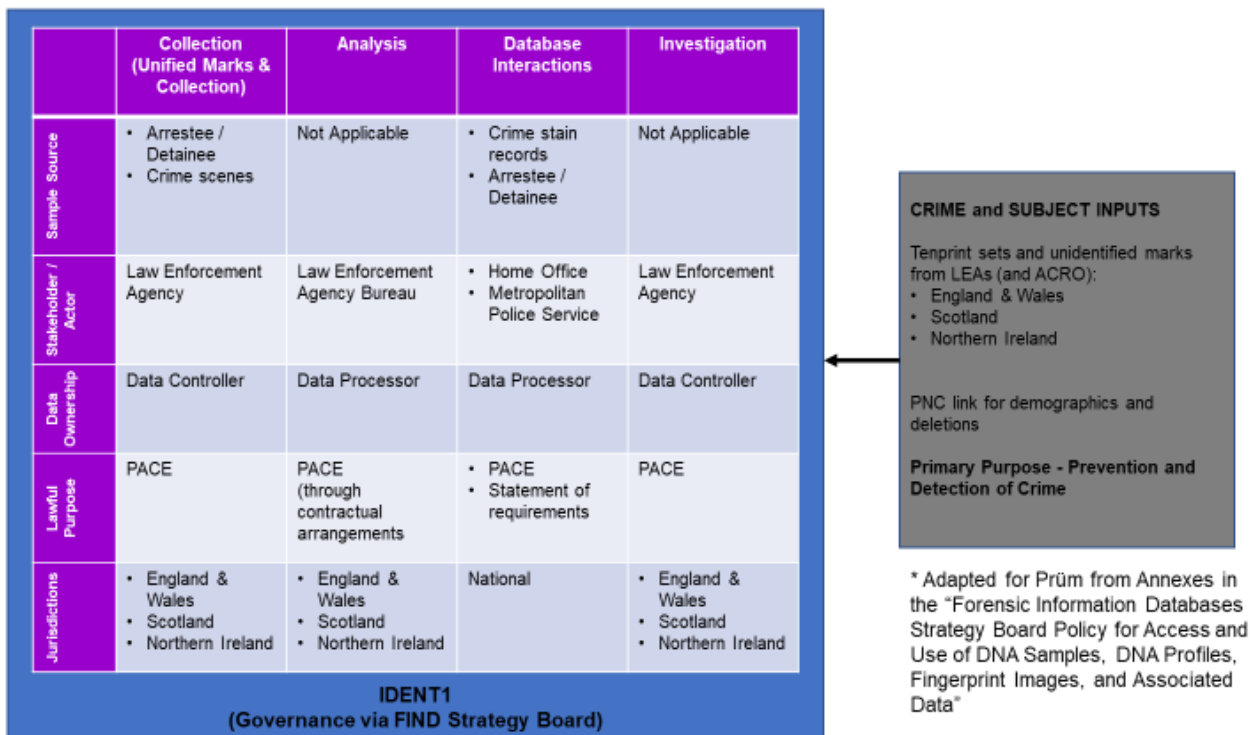 Collection
(Unified Marks &
Collection)
Analysis
Database
Interactions
Investigation
Sample Source
• Arrestee /
Detainee
• Crime scenes
Not Applicable
• Crime stain
records
• Arrestee /
Detainee
Not Applicable
Stakeholder /
Actor
Law Enforcement
Agency
Law Enforcement
Agency Bureau
• Home Office
• Metropolitan
Police Service
Law Enforcement
Agency
Data
Ownership
Data Controller
Data Processor
Data Processor
Data Controller
Lawful
Purpose
PACE
PACE
(through
contractual
arrangements
• PACE
• Statement of
requirements
PACE
Jurisdictions
• England &
Wales
• Scotland
• Northern Ireland
• England &
Wales
• Scotland
• Northern Ireland
National
• England &
Wales
• Scotland
• Northern Ireland
IDENT1
(Governance via FIND Strategy Board)
CRIME and SUBJECT INPUTS
Tenprint sets and unidentified marks
from LEAs (and ACRO):
• England & Wales
• Scotland
• Northern Ireland
PNC link for demographics and
deletions
Primary Purpose - Prevention and
Detection of Crime
* Adapted for Prüm from Annexes in
the “Forensic Information Databases
Strategy Board Policy for Access and
Use of DNA Samples, DNA Profiles,
Fingerprint Images, and Associated
Data”